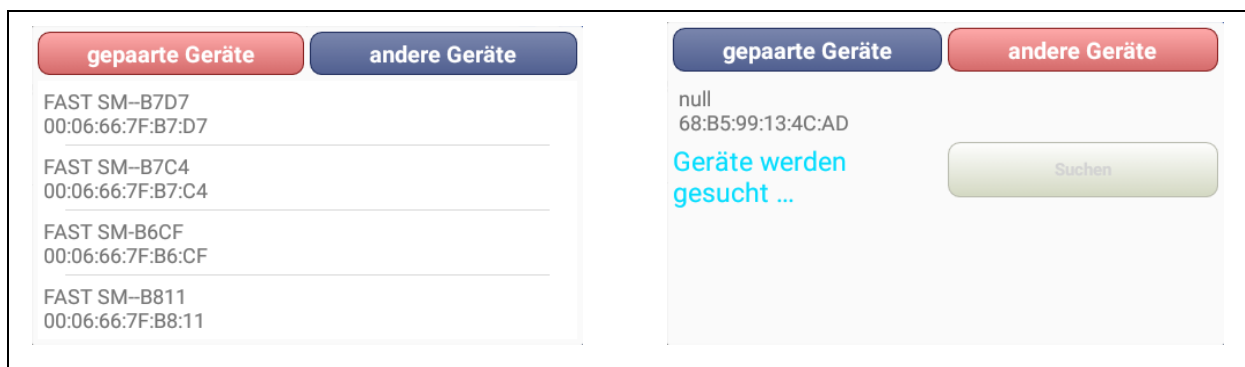 gepaarte Geräte
andere Geräte
FAST SM--B7D7
00:06:66:7F:B7:D7
FAST SM--B7C4
00:06:66:7F:B7:C4
FAST SM-B6CF
00:06:66:7F:B6:CF
FAST SM--B811
00:06:66:7F:B8:11
gepaarte Geräte
andere Geräte
null
68:B5:99:13:4C:AD
Geräte werden
gesucht ...
Suchen